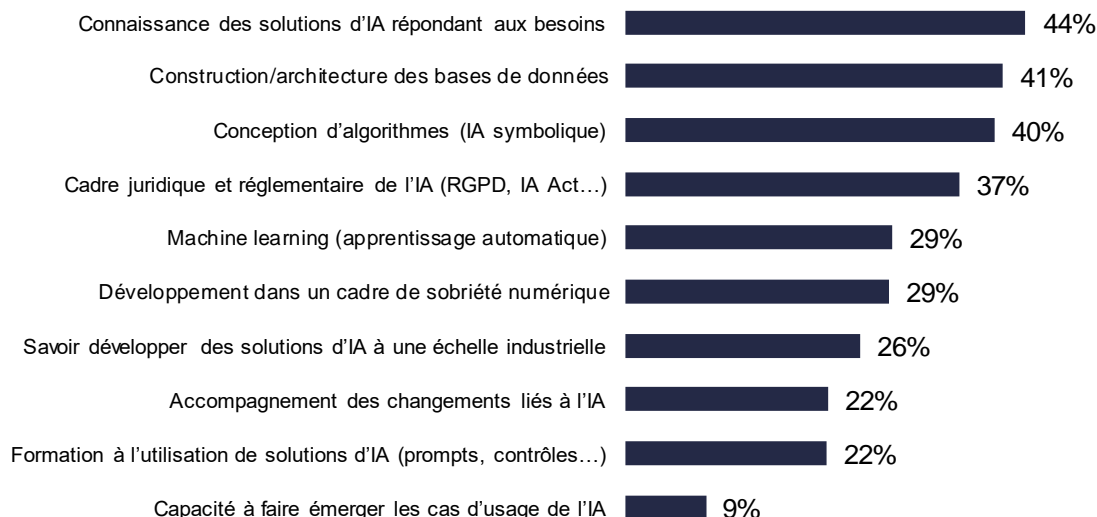 Connaissance des solutions d’IA répondant aux besoins 44%
Construction/architecture des bases de données 41%
Conception d’algorithmes (IA symbolique) 40%
Cadre juridique et réglementaire de l’IA (RGPD, IA Act…) 37%
Machine learning (apprentissage automatique) 29%
Développement dans un cadre de sobriété numérique 29%
Savoir développer des solutions d’IA à une échelle industrielle 26%
Accompagnement des changements liés à l’IA 22%
Formation à l’utilisation de solutions d’IA (prompts, contrôles…) 22%
Capacité à faire émerger les cas d’usage de l’IA 9%